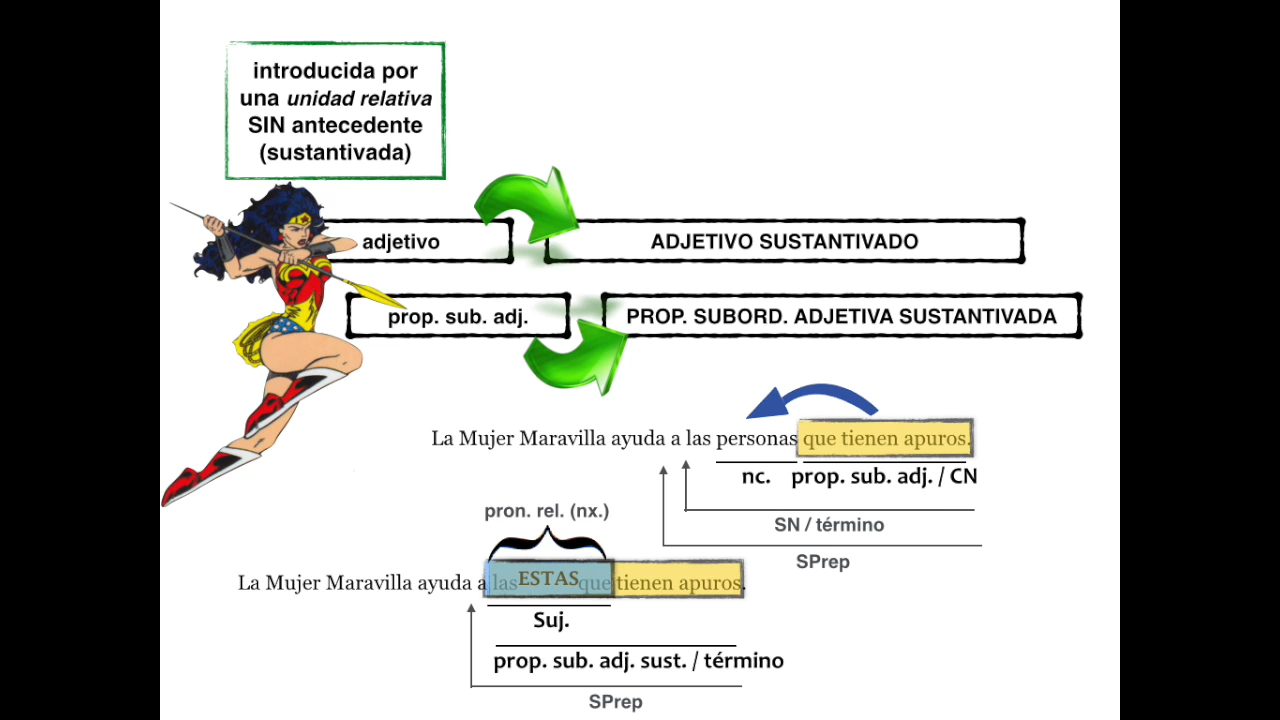 introducida por
una unidad relativa
SIN antecedente
(sustantivada)
adjetivo
ADJETIVO SUSTANTIVADO
prop. sub. adj.
PROP. SUBORD. ADJETIVA SUSTANTIVADA
La Mujer Maravilla ayuda a las personas que tienen apuros.
nc. prop. sub. adj. / CN
SN / término
SPrep
pron. rel. (nx.)
La Mujer Maravilla ayuda a las ESTAS que tienen apuros.
Suj.
prop. sub. adj. sust. / término
SPrep